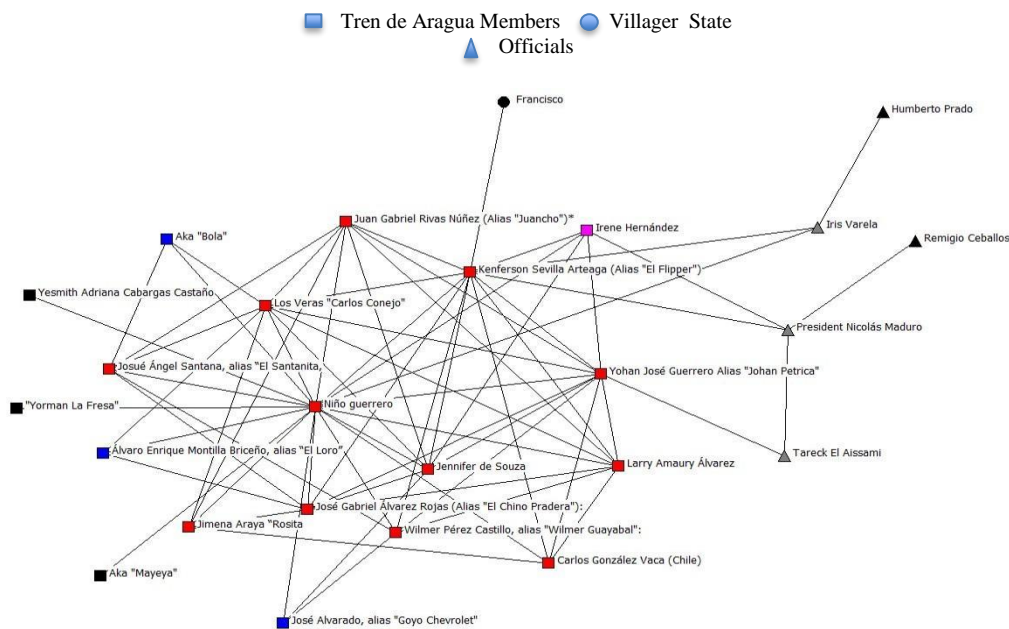 Tren de Aragua Members Villager State
Officials
Francisco
Humberto Prado
Juan Gabriel Rivas Núñez (Alias "Juancho")*
Irene Hernández
Iris Varela
Aka "Bola"
Remigio Ceballos
Kenferson Sevilla Arteaga (Alias "El Flipper")
Yesmith Adriana Cabargas Castaño
Los Veras "Carlos Conejo"
President Nicolás Maduro
Josué Ángel Santana, alias "El Santanita,
Yohan José Guerrero Alias "Johan Petrica"
"Yorman La Fresa"
Niño guerrero
Álvaro Enrique Montilla Briceño, alias "El Loro"
Tareck El Aissami
Jennifer de Souza
Larry Amaury Álvarez
José Gabriel Álvarez Rojas (Alias "El Chino Pradera"):
Jimena Araya "Rosita
Wilmer Pérez Castillo, alias "Wilmer Guayabal":
Carlos González Vaca (Chile)
Aka "Mayeya"
José Alvarado, alias "Goyo Chevrolet"